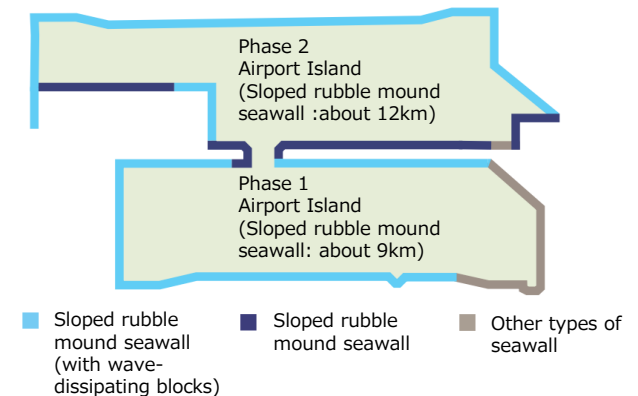 Phase 2
Airport Island
(Sloped rubble mound
seawall :about 12km)
Phase 1
Airport Island
(Sloped rubble mound
seawall: about 9km)
Sloped rubble
mound seawall
(with wave-
dissipating blocks)
Sloped rubble
mound seawall
Other types of
seawall